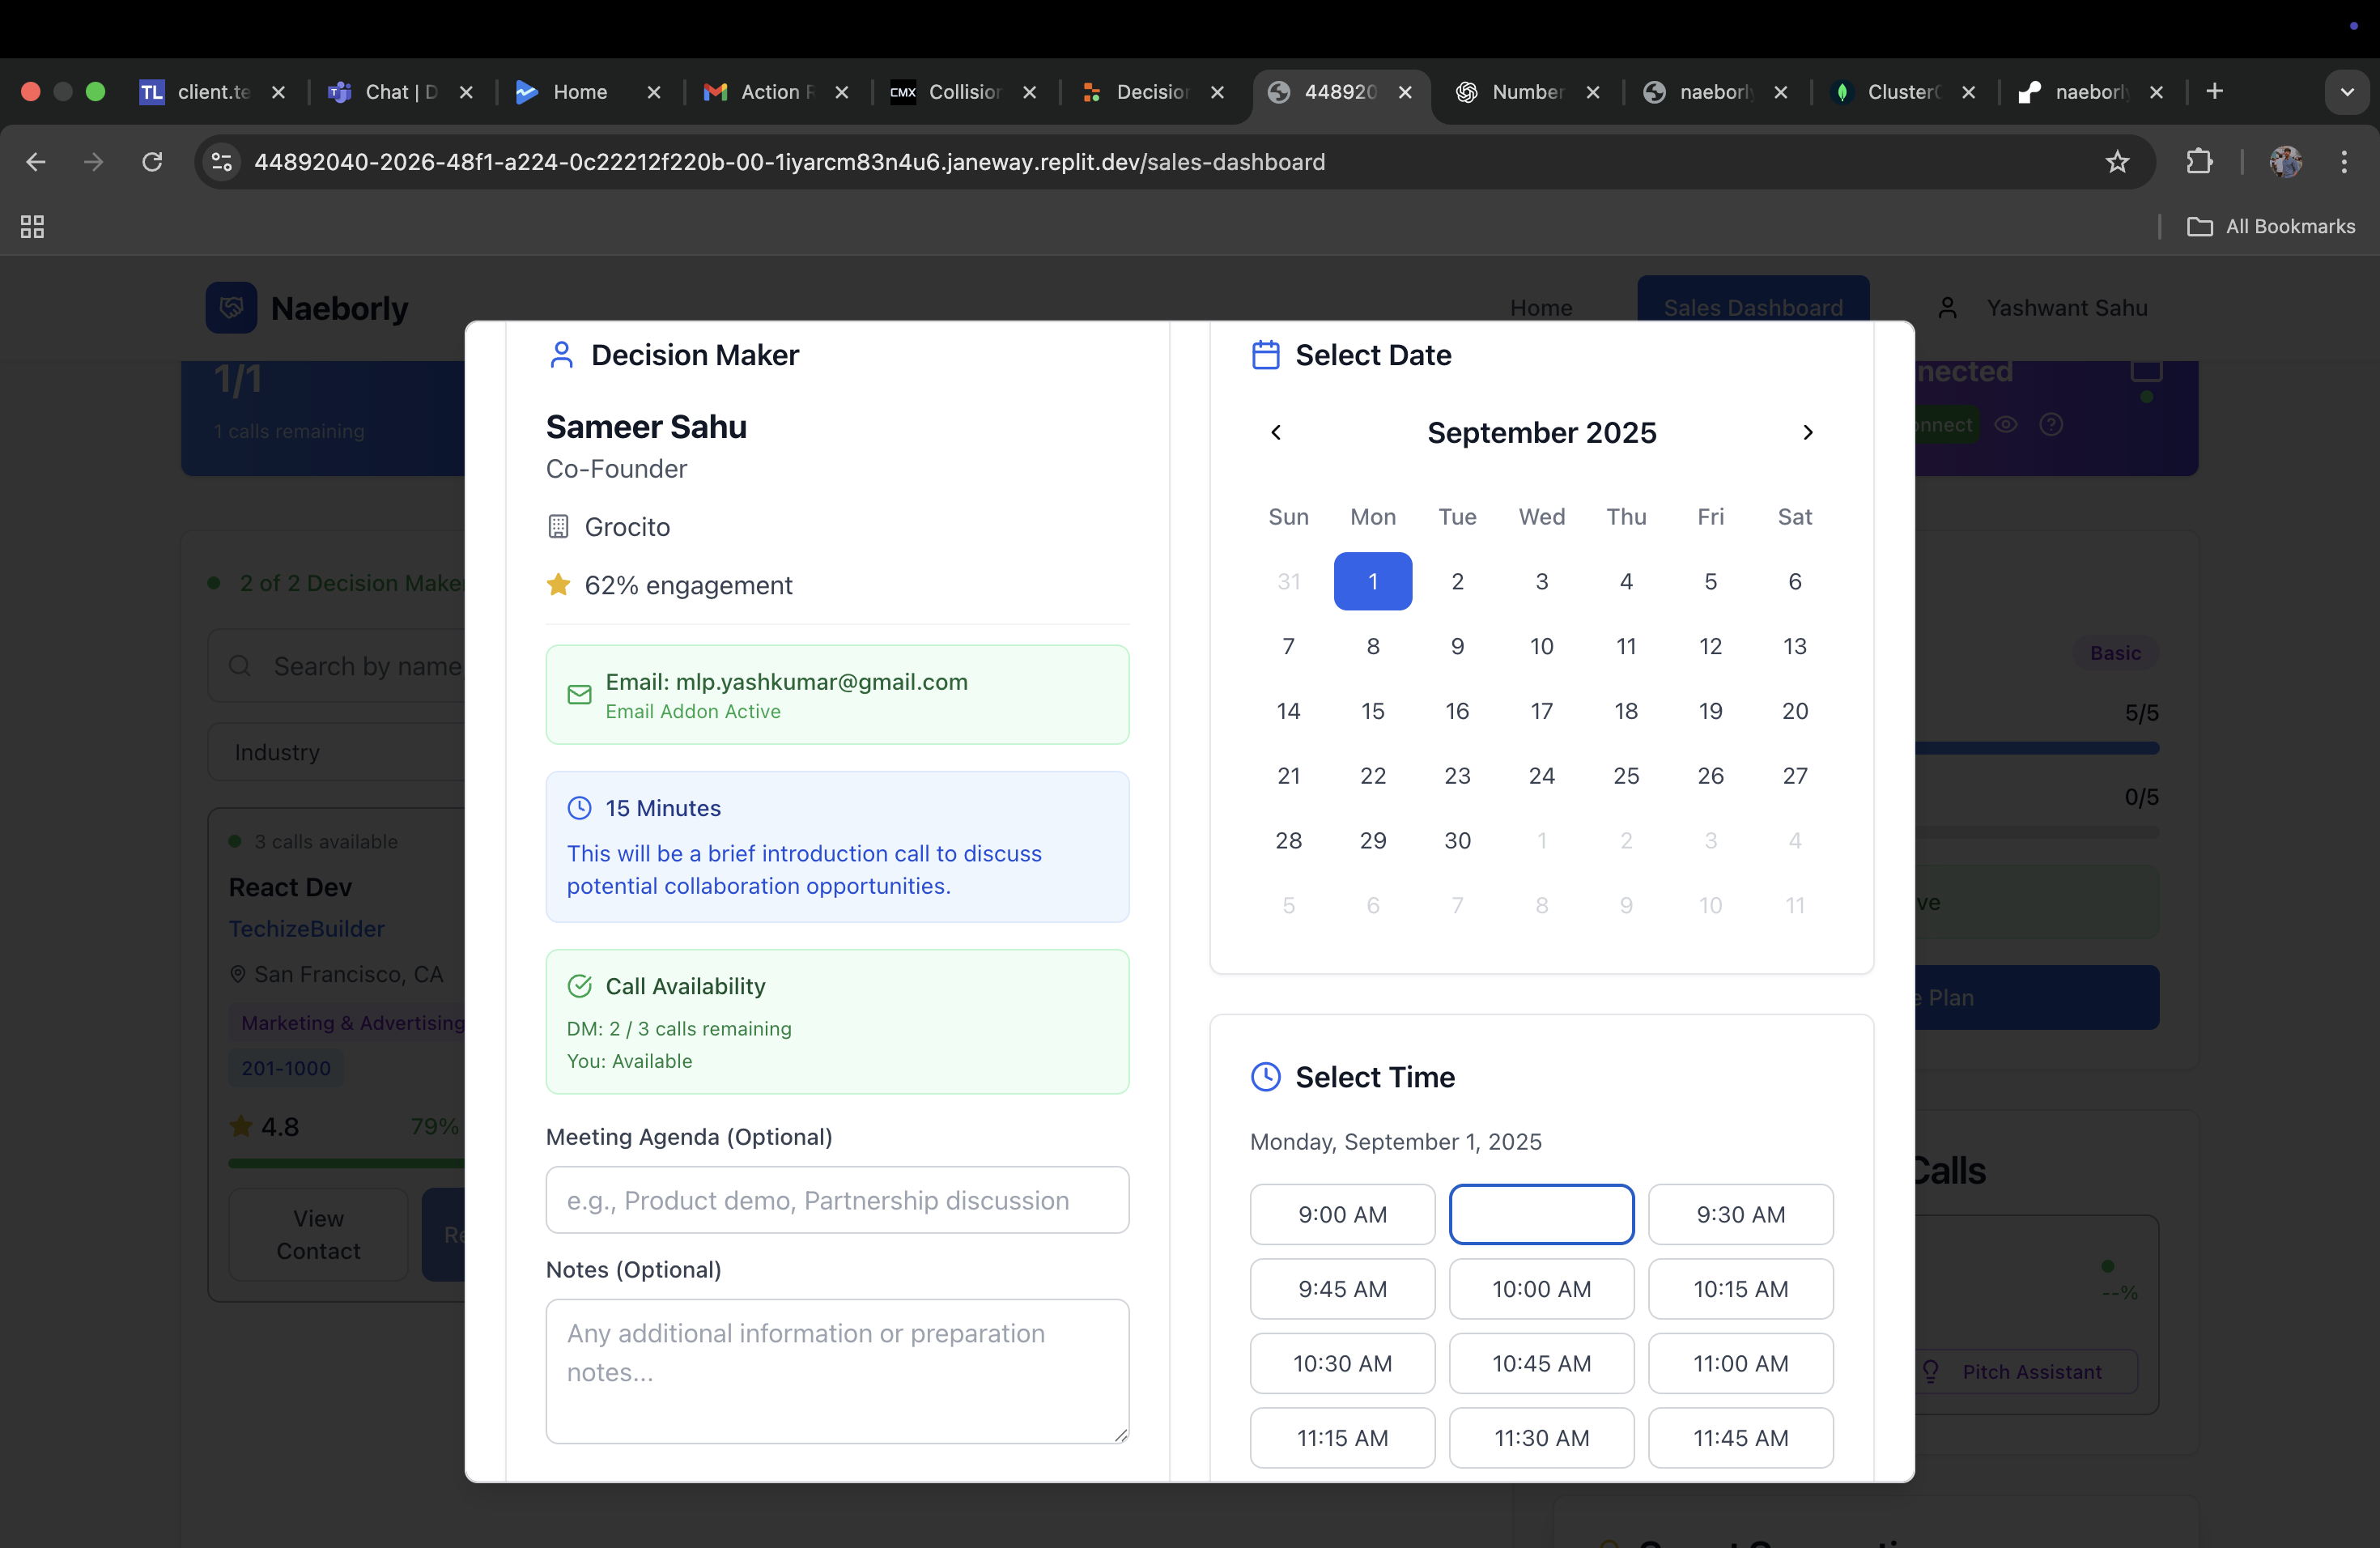 TL client.te
Chat | D
Home
Action R
CMX Collision
Decision
448920
Number
naeborly
Cluster0
naeborly
44892040-2026-48f1-a224-0c22212f220b-00-1iyarcm83n4u6.janeway.replit.dev/sales-dashboard
All Bookmarks
Naeborly
Home
Sales Dashboard
Yashwant Sahu
1/1
1 calls remaining
nected
onnect
2 of 2 Decision Maker
Search by name
Industry
3 calls available
React Dev
TechizeBuilder
San Francisco, CA
Marketing & Advertising
201-1000
4.8 79%
View
Contact
Re
Decision Maker
Sameer Sahu
Co-Founder
Grocito
62% engagement
Email: mlp.yashkumar@gmail.com
Email Addon Active
15 Minutes
This will be a brief introduction call to discuss
potential collaboration opportunities.
Call Availability
DM: 2 / 3 calls remaining
You: Available
Meeting Agenda (Optional)
e.g., Product demo, Partnership discussion
Notes (Optional)
Any additional information or preparation
notes...
Select Date
September 2025
Sun Mon Tue Wed Thu Fri Sat
31 1 2 3 4 5 6
7 8 9 10 11 12 13
14 15 16 17 18 19 20
21 22 23 24 25 26 27
28 29 30 1 2 3 4
5 6 7 8 9 10 11
Select Time
Monday, September 1, 2025
9:00 AM 9:30 AM
9:45 AM 10:00 AM 10:15 AM
10:30 AM 10:45 AM 11:00 AM
11:15 AM 11:30 AM 11:45 AM
Basic
5/5
0/5
ve
e Plan
Calls
--%
Pitch Assistant